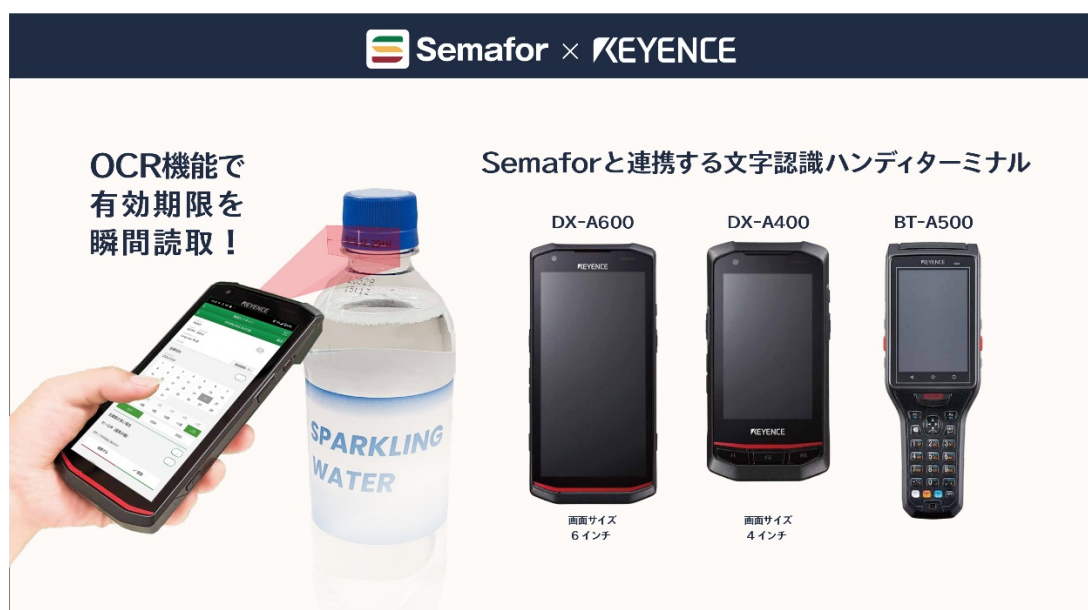 Semafor × KEYENCE
OCR機能で
有効期限を
瞬間読取！
Semaforと連携する文字認識ハンディターミナル
DX-A600
DX-A400
BT-A500
KEYENCE
KEYENCE
KEYENCE
KEYENCE
SPARKLING
WATER
画面サイズ
6インチ
画面サイズ
4インチ